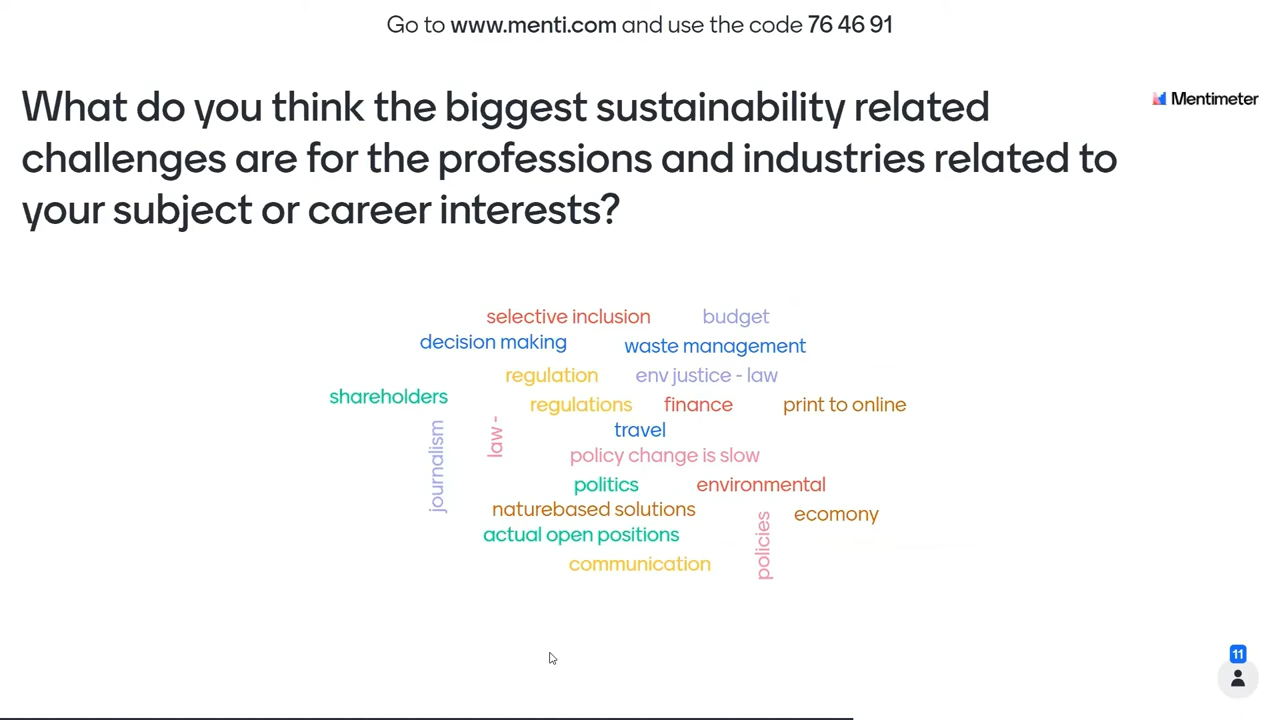 Go to www.menti.com and use the code 76 46 91
What do you think the biggest sustainability related
challenges are for the professions and industries related to
your subject or career interests?
Mentimeter
selective inclusion
budget
decision making
waste management
regulation
env justice - law
shareholders
regulations
finance
print to online
journalism
law -
travel
policy change is slow
politics
environmental
naturebased solutions
ecomony
actual open positions
policies
communication
11